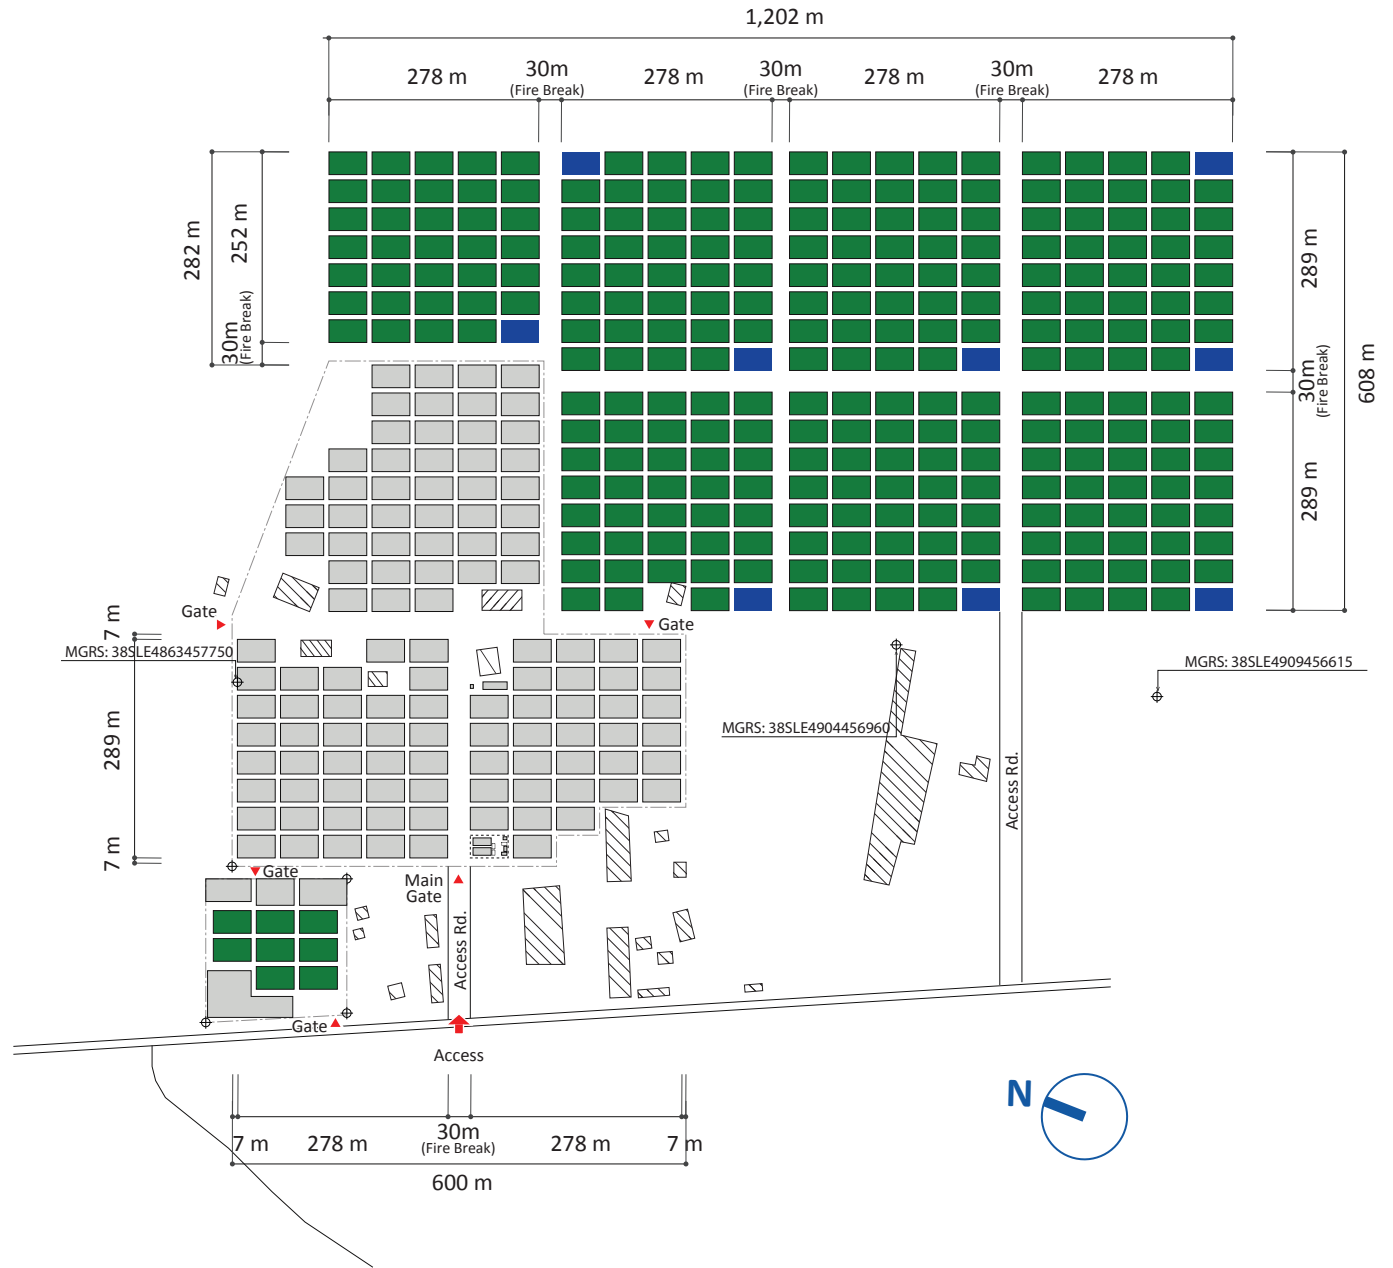 1,202 m
278 m
30m
(Fire Break)
278 m
30m
(Fire Break)
278 m
30m
(Fire Break)
278 m
282 m
252 m
30m
(Fire Break)
289 m
30m
(Fire Break)
608 m
289 m
Gate
7 m
MGRS: 38SLE4863457750
Gate
MGRS: 38SLE4909456615
MGRS: 38SLE4904456960
289 m
Access Rd.
7 m
Gate
Main
Gate
Access Rd.
Gate
Access
N
7 m
278 m
30m
(Fire Break)
278 m
7 m
600 m